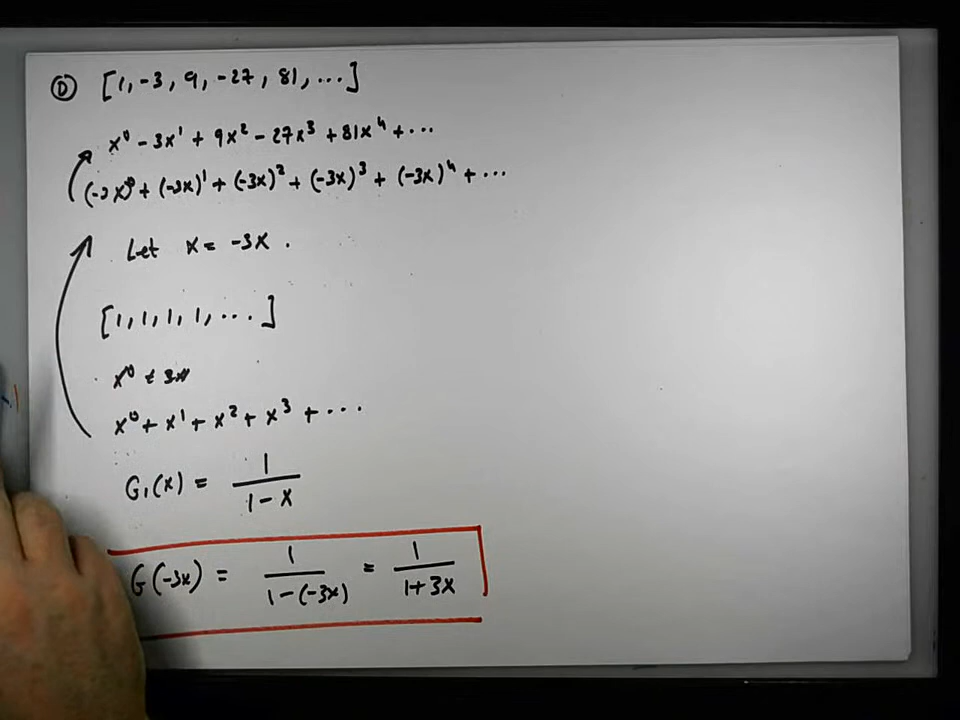 Ⓓ [1, -3, 9, -27, 81, ...]
x⁰ - 3x¹ + 9x² - 27x³ + 81x⁴ + ...
(-3x)⁰ + (-3x)¹ + (-3x)² + (-3x)³ + (-3x)⁴ + ...
Let x = -3x.
[1, 1, 1, 1, ...]
x⁰ + 3x
x⁰ + x¹ + x² + x³ + ...
G₁(x) = 1/(1 - x)
G(-3x) = 1/(1 - (-3x)) = 1/(1 + 3x)